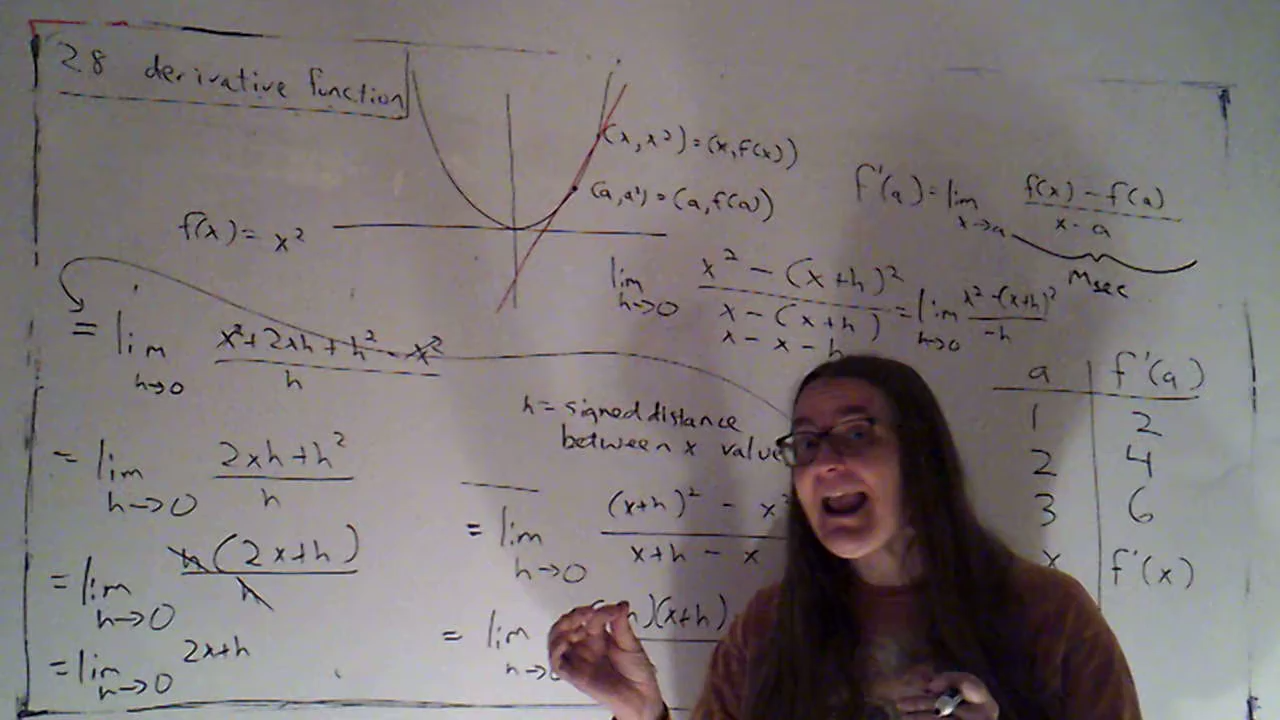 2.8 derivative function
(x, x²) = (x, f(x))
(a, a²) = (a, f(a))
f(x) = x²
f'(a) = lim x→a f(x) - f(a) / x - a
Msec
lim h→0 x² - (x+h)² / x - (x+h) = lim h→0 x² - (x+h)² / -h
x - x - h
= lim h→0 x² + 2xh + h² - x² / h
h = signed distance
between x value
= lim h→0 2xh + h² / h
= lim h→0 h(2x+h) / h
= lim h→0 2x+h
= lim h→0 (x+h)² - x² / x+h - x
= lim h→0 (x+h)
a f'(a)
1 2
2 4
3 6
x f'(x)